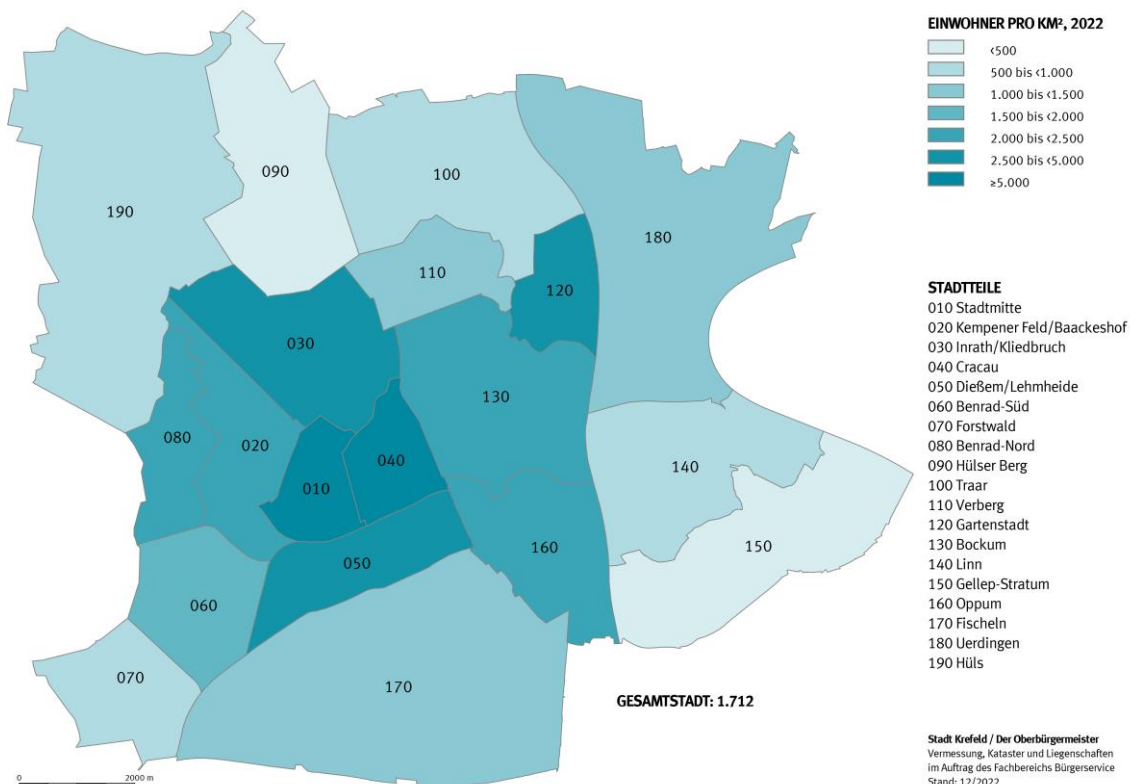 EINWOHNER PRO KM², 2022
<500
500 bis <1.000
1.000 bis <1.500
1.500 bis <2.000
2.000 bis <2.500
2.500 bis <5.000
≥5.000
090
100
190
180
110
120
030
130
080
020
040
140
010
050
160
150
060
070
170
STADTTEILE
010 Stadtmitte
020 Kempener Feld/Baackeshof
030 Inrath/Kliedbruch
040 Cracau
050 Dießem/Lehmheide
060 Benrad-Süd
070 Forstwald
080 Benrad-Nord
090 Hülser Berg
100 Traar
110 Verberg
120 Gartenstadt
130 Bockum
140 Linn
150 Gellep-Stratum
160 Oppum
170 Fischeln
180 Uerdingen
190 Hüls
GESAMTSTADT: 1.712
0 2000 m
Stadt Krefeld / Der Oberbürgermeister
Vermessung, Kataster und Liegenschaften
im Auftrag des Fachbereichs Bürgerservice
Stand: 12/2022